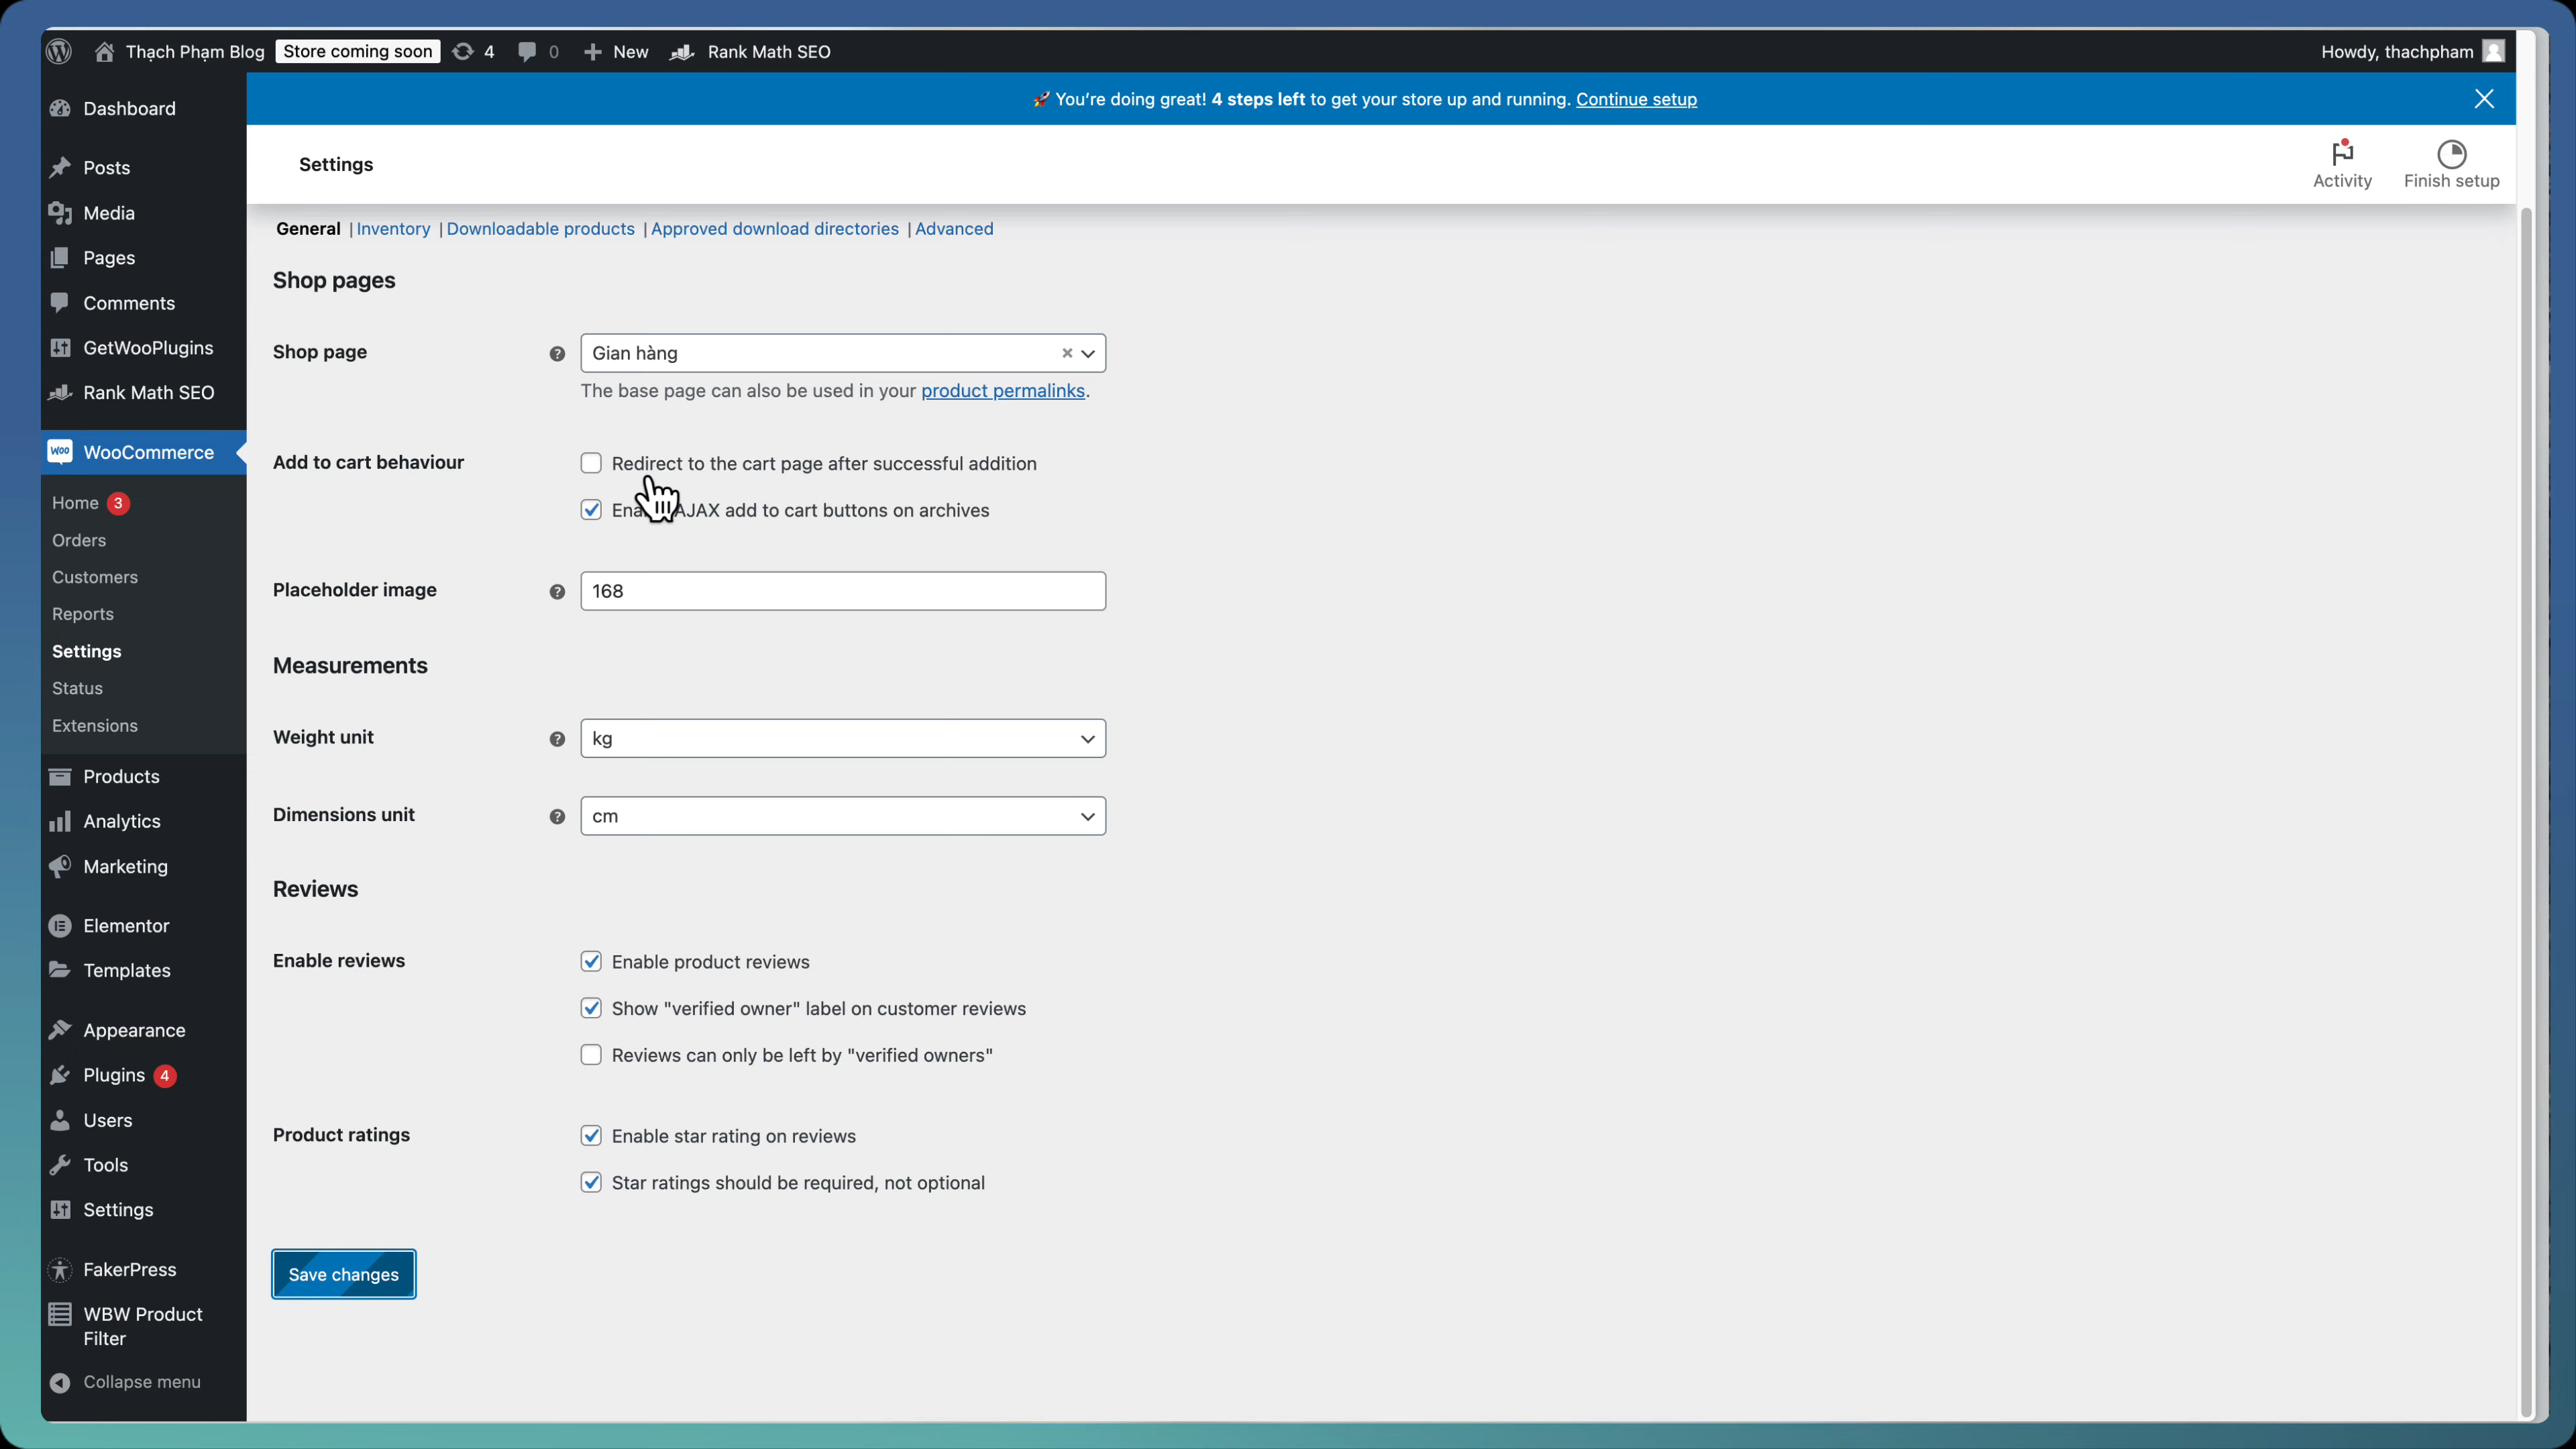 Thạch Phạm Blog Store coming soon 4 0 New Rank Math SEO Howdy, thachpham
Dashboard
Posts
Media
Pages
Comments
GetWooPlugins
Rank Math SEO
WooCommerce
Home 3
Orders
Customers
Reports
Settings
Status
Extensions
Products
Analytics
Marketing
Elementor
Templates
Appearance
Plugins 4
Users
Tools
Settings
FakerPress
WBW Product
Filter
Collapse menu
🚀 You're doing great! 4 steps left to get your store up and running. Continue setup
Settings
Activity
Finish setup
General | Inventory | Downloadable products | Approved download directories | Advanced
Shop pages
Shop page
Gian hàng
The base page can also be used in your product permalinks.
Add to cart behaviour
Redirect to the cart page after successful addition
AJAX add to cart buttons on archives
Placeholder image
168
Measurements
Weight unit
kg
Dimensions unit
cm
Reviews
Enable reviews
Enable product reviews
Show "verified owner" label on customer reviews
Reviews can only be left by "verified owners"
Product ratings
Enable star rating on reviews
Star ratings should be required, not optional
Save changes